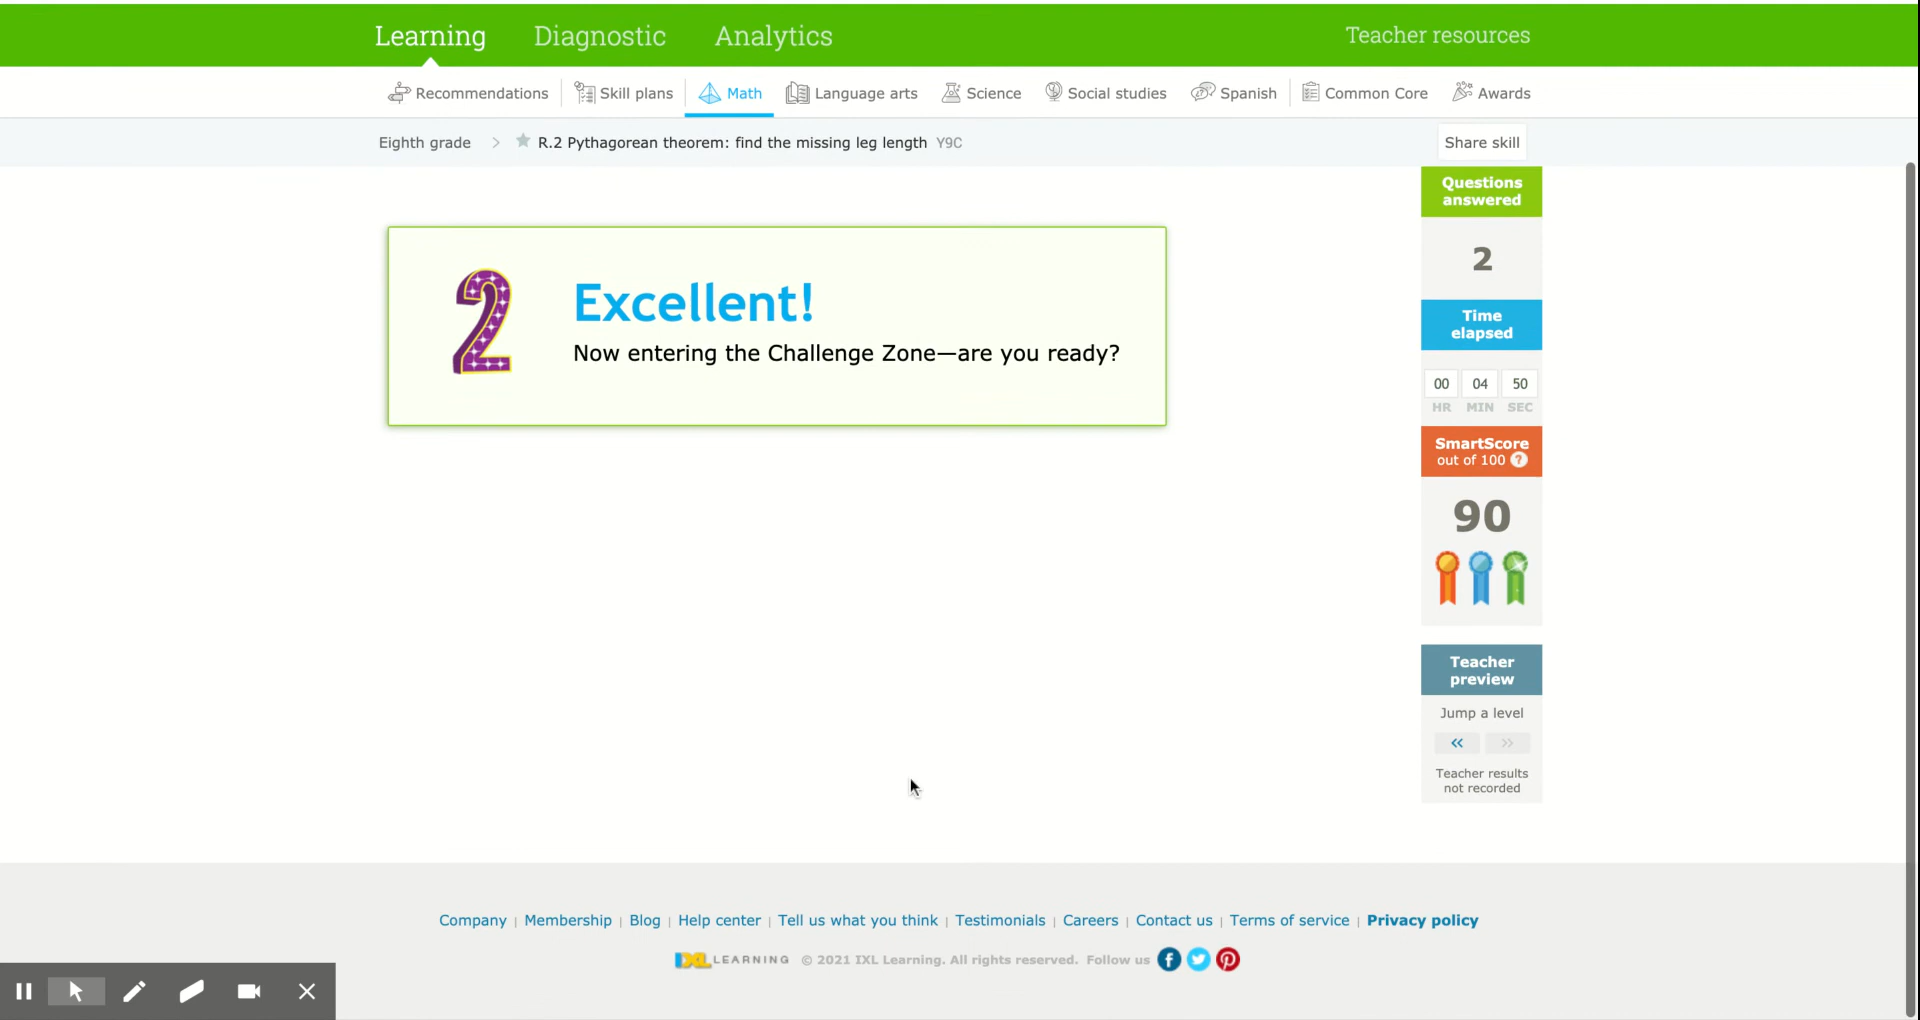 Learning Diagnostic Analytics Teacher resources
Recommendations Skill plans Math Language arts Science Social studies Spanish Common Core Awards
Eighth grade > R.2 Pythagorean theorem: find the missing leg length Y9C Share skill
2
Excellent!
Now entering the Challenge Zone—are you ready?
Questions
answered
2
Time
elapsed
00 04 50
HR MIN SEC
SmartScore
out of 100 ?
90
Teacher
preview
Jump a level
« »
Teacher results
not recorded
Company | Membership | Blog | Help center | Tell us what you think | Testimonials | Careers | Contact us | Terms of service | Privacy policy
IXL LEARNING © 2021 IXL Learning. All rights reserved. Follow us